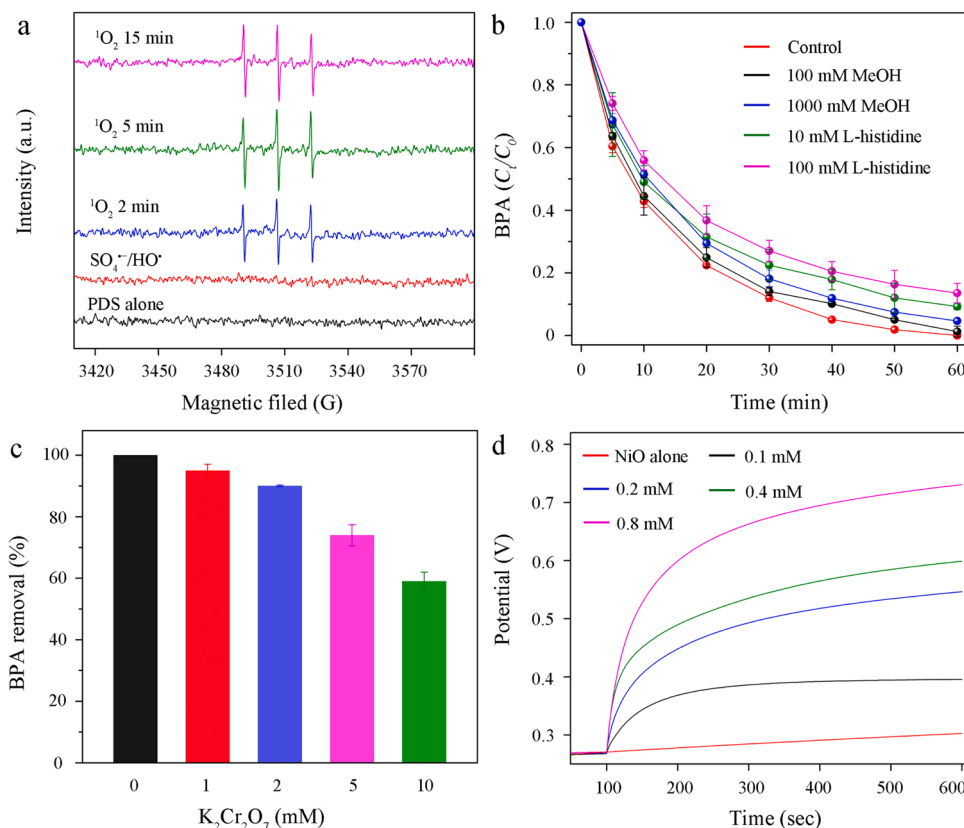 a
¹O₂ 15 min
¹O₂ 5 min
¹O₂ 2 min
SO₄•−/HO•
PDS alone
Intensity (a.u.)
3420 3450 3480 3510 3540 3570
Magnetic filed (G)
b
Control
100 mM MeOH
1000 mM MeOH
10 mM L-histidine
100 mM L-histidine
BPA (Cₜ/C₀)
1.0
0.8
0.6
0.4
0.2
0
0 10 20 30 40 50 60
Time (min)
c
BPA removal (%)
100
80
60
40
20
0
0 1 2 5 10
K₂Cr₂O₇ (mM)
d
NiO alone 0.1 mM
0.2 mM 0.4 mM
0.8 mM
Potential (V)
0.8
0.7
0.6
0.5
0.4
0.3
100 200 300 400 500 600
Time (sec)